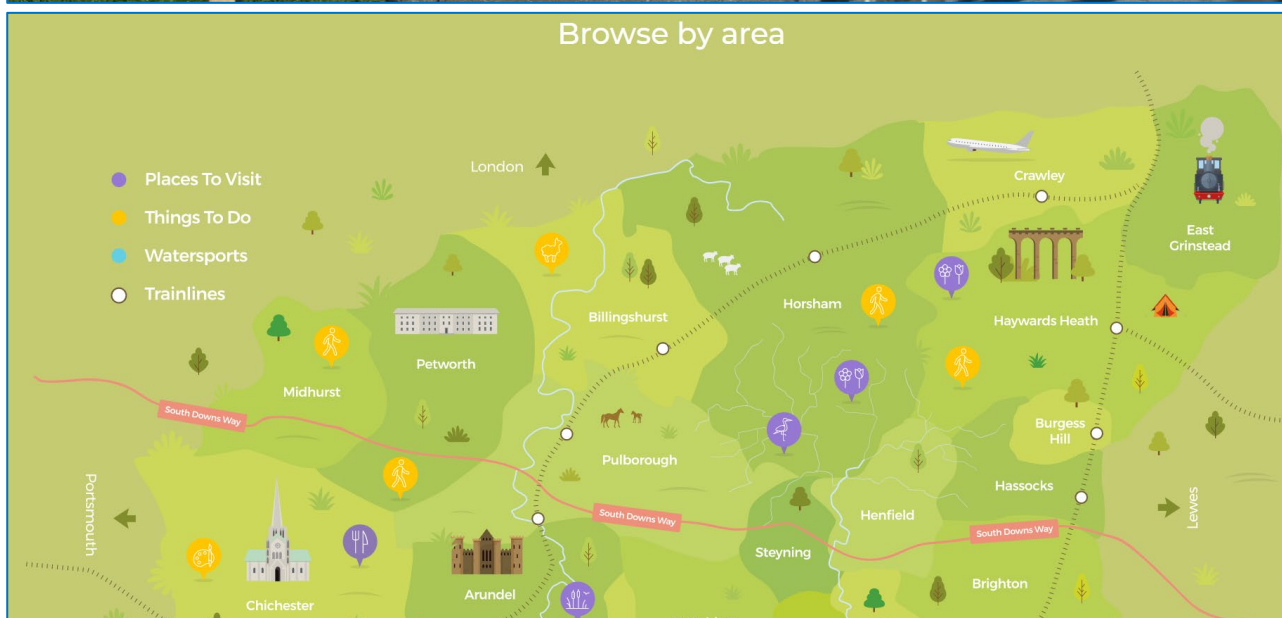 Browse by area
London
Places To Visit
Things To Do
Watersports
Trainlines
Crawley
East
Grinstead
Horsham
Billingshurst
Haywards Heath
Petworth
Midhurst
South Downs Way
Burgess
Hill
Pulborough
Hassocks
Portsmouth
South Downs Way
Henfield
Lewes
South Downs Way
Steyning
Brighton
Arundel
Chichester